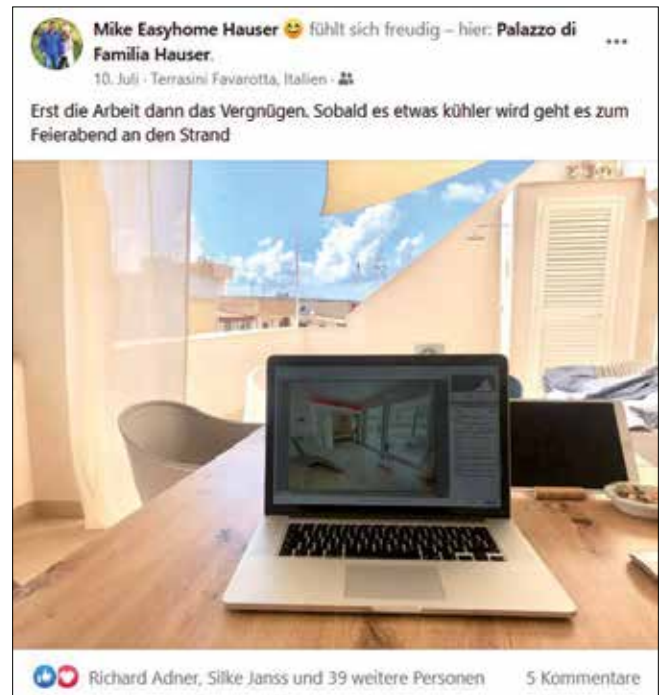 Mike Easyhome Hauser 😊 fühlt sich freudig – hier: Palazzo di
Familia Hauser.
10. Juli · Terrasini Favarotta, Italien ·
Erst die Arbeit dann das Vergnügen. Sobald es etwas kühler wird geht es zum
Feierabend an den Strand
Richard Adner, Silke Janss und 39 weitere Personen
5 Kommentare